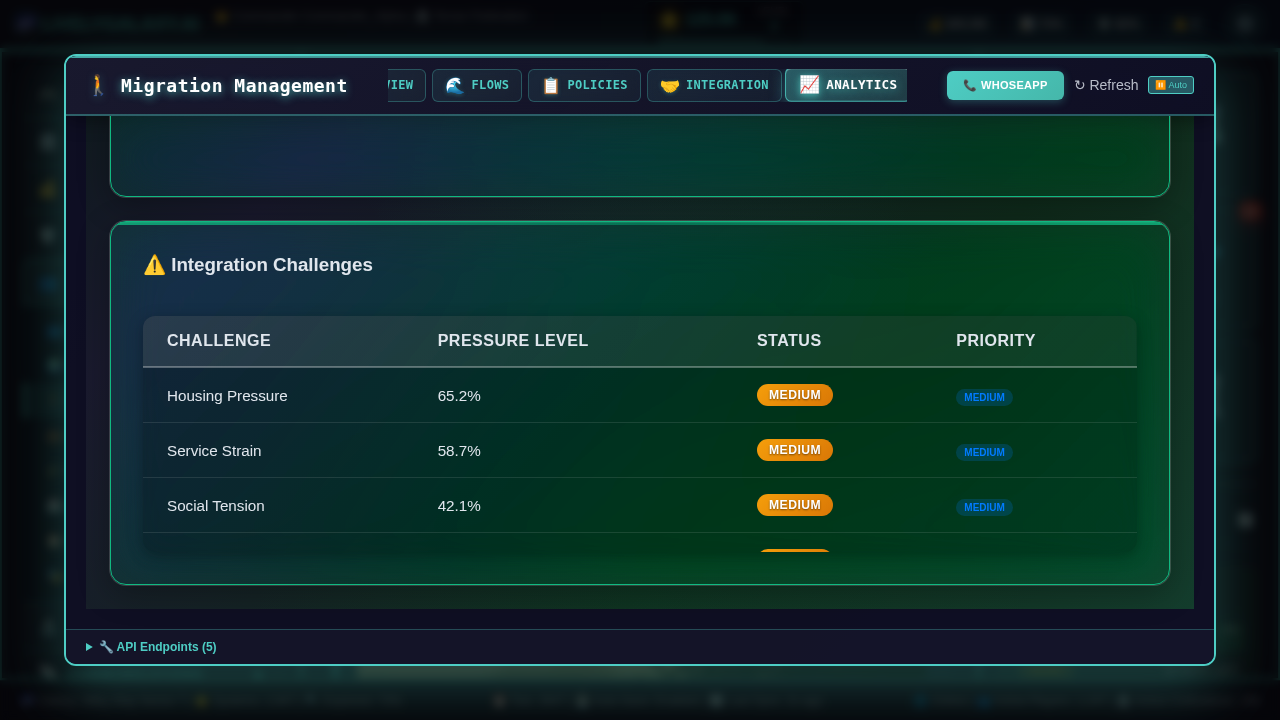 Migration Management
VIEW
FLOWS
POLICIES
INTEGRATION
ANALYTICS
WHOSEAPP
↻ Refresh
Auto
Integration Challenges
CHALLENGE PRESSURE LEVEL STATUS PRIORITY
Housing Pressure 65.2% MEDIUM MEDIUM
Service Strain 58.7% MEDIUM MEDIUM
Social Tension 42.1% MEDIUM MEDIUM
API Endpoints (5)